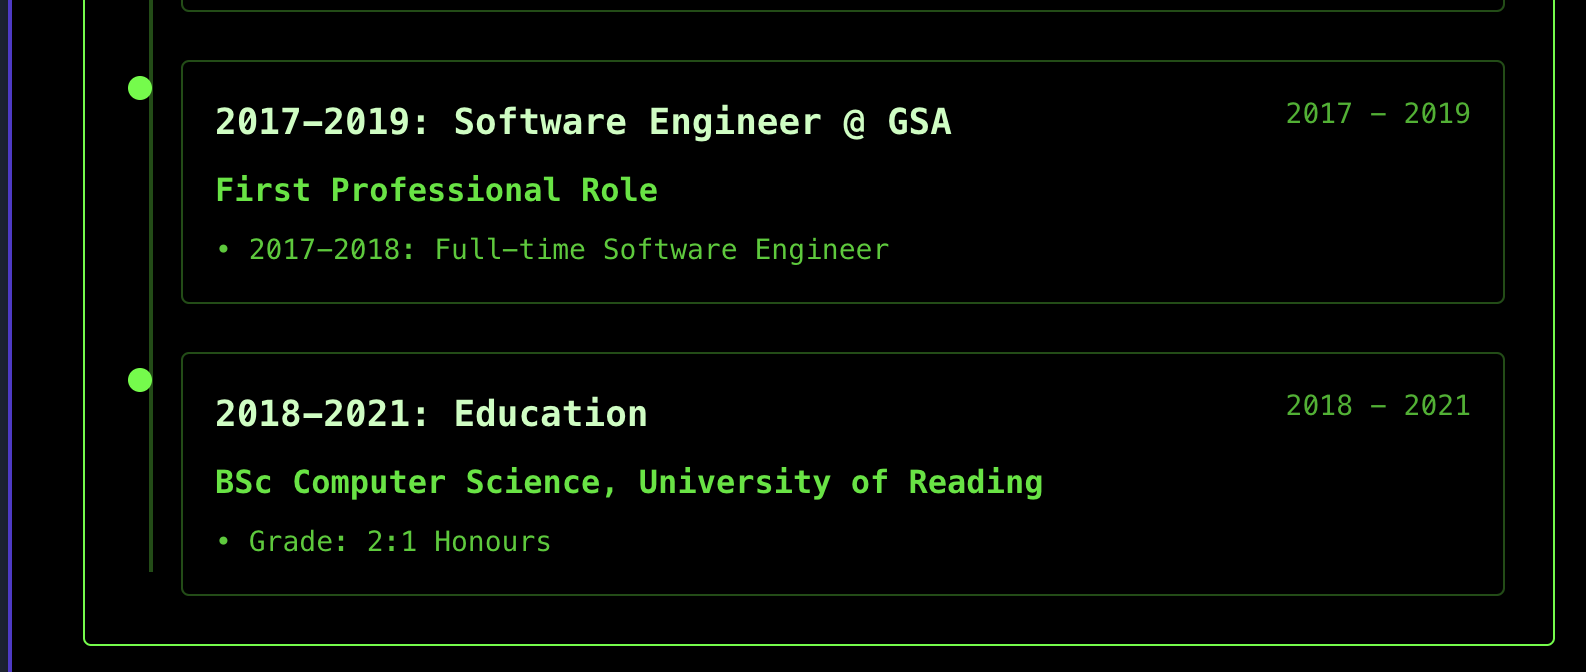 2017–2019: Software Engineer @ GSA
2017 – 2019
First Professional Role
• 2017–2018: Full–time Software Engineer
2018–2021: Education
2018 – 2021
BSc Computer Science, University of Reading
• Grade: 2:1 Honours